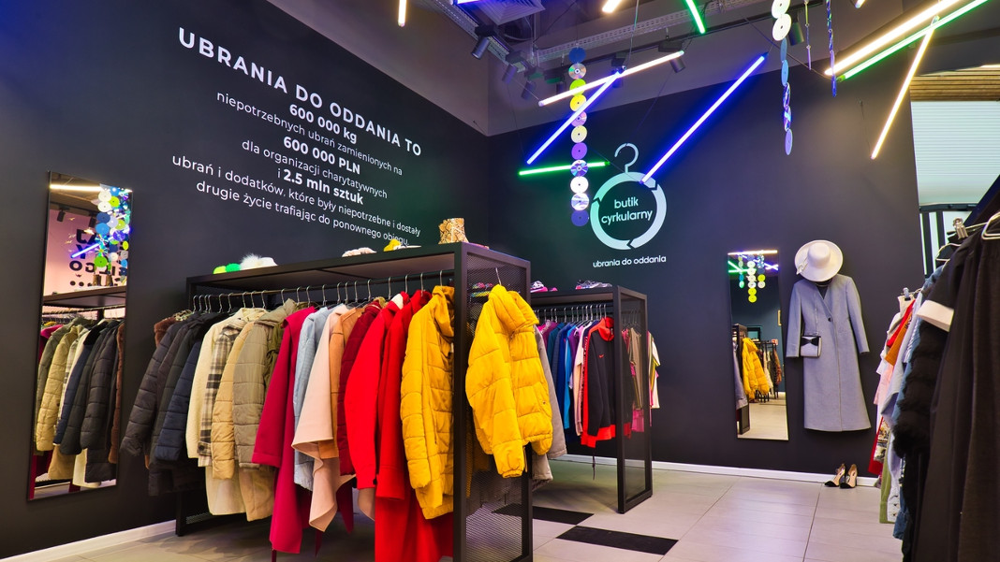 UBRANIA DO ODDANIA TO
600 000 kg
niepotrzebnych ubrań zamienionych na
600 000 PLN
dla organizacji charytatywnych
i 2.5 mln sztuk
ubrań i dodatków, które były niepotrzebne i dostały
drugie życie trafiając do ponownego obiegu.
butik
cyrkularny
ubrania do oddania